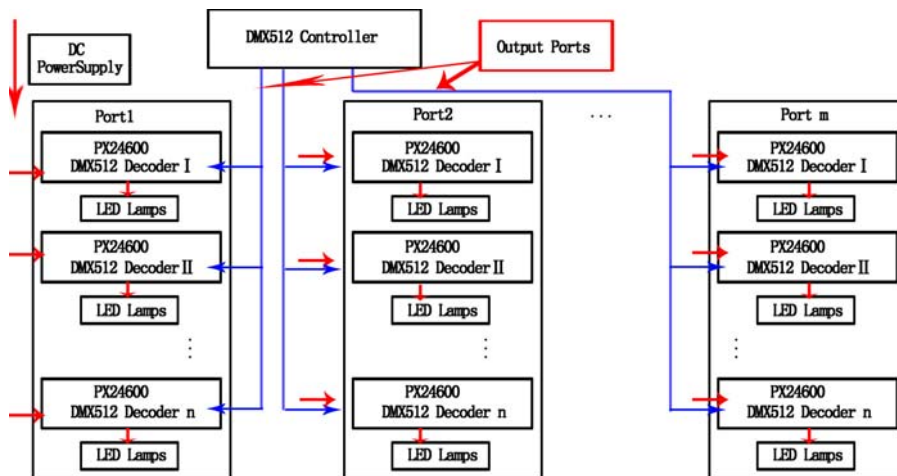 DMX512 Controller
Output Ports
DC
PowerSupply
Port1
PX24600
DMX512 Decoder Ⅰ
LED Lamps
PX24600
DMX512 Decoder Ⅱ
LED Lamps
⋮
PX24600
DMX512 Decoder n
LED Lamps
Port2
PX24600
DMX512 Decoder Ⅰ
LED Lamps
PX24600
DMX512 Decoder Ⅱ
LED Lamps
⋮
PX24600
DMX512 Decoder n
LED Lamps
...
Port m
PX24600
DMX512 Decoder Ⅰ
LED Lamps
PX24600
DMX512 Decoder Ⅱ
LED Lamps
⋮
PX24600
DMX512 Decoder n
LED Lamps